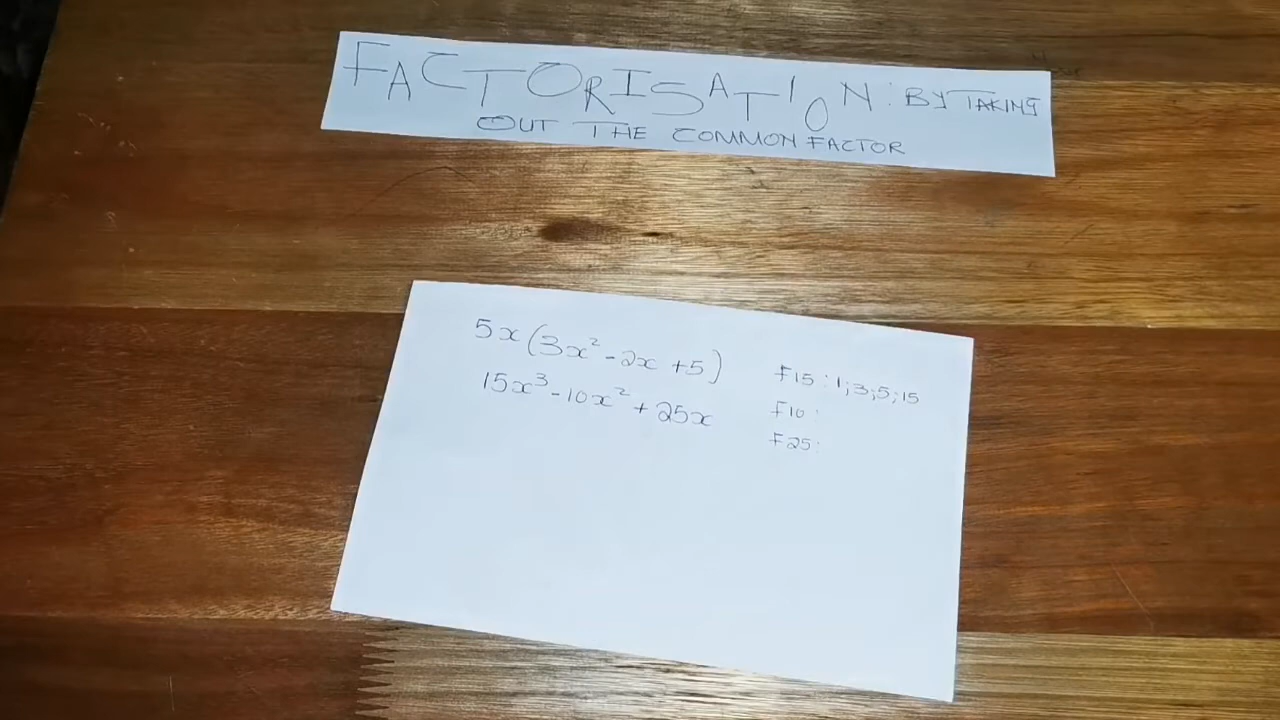 FACTORISATION: BY TAKING
OUT THE COMMON FACTOR
5x(3x² - 2x + 5)
15x³ - 10x² + 25x
F15 : 1;3;5;15
F10 :
F25 :